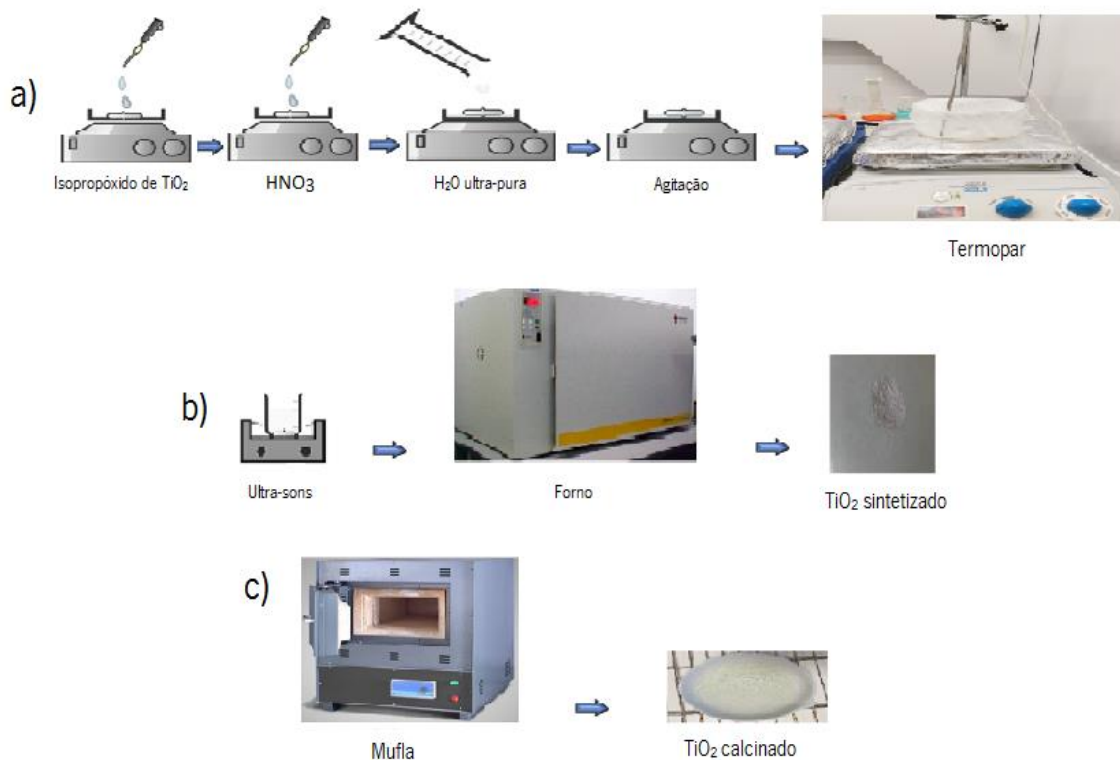 a)
Isopropóxido de TiO₂
HNO₃
H₂O ultra-pura
Agitação
Termopar
b)
Ultra-sons
Forno
TiO₂ sintetizado
c)
Mufla
TiO₂ calcinado